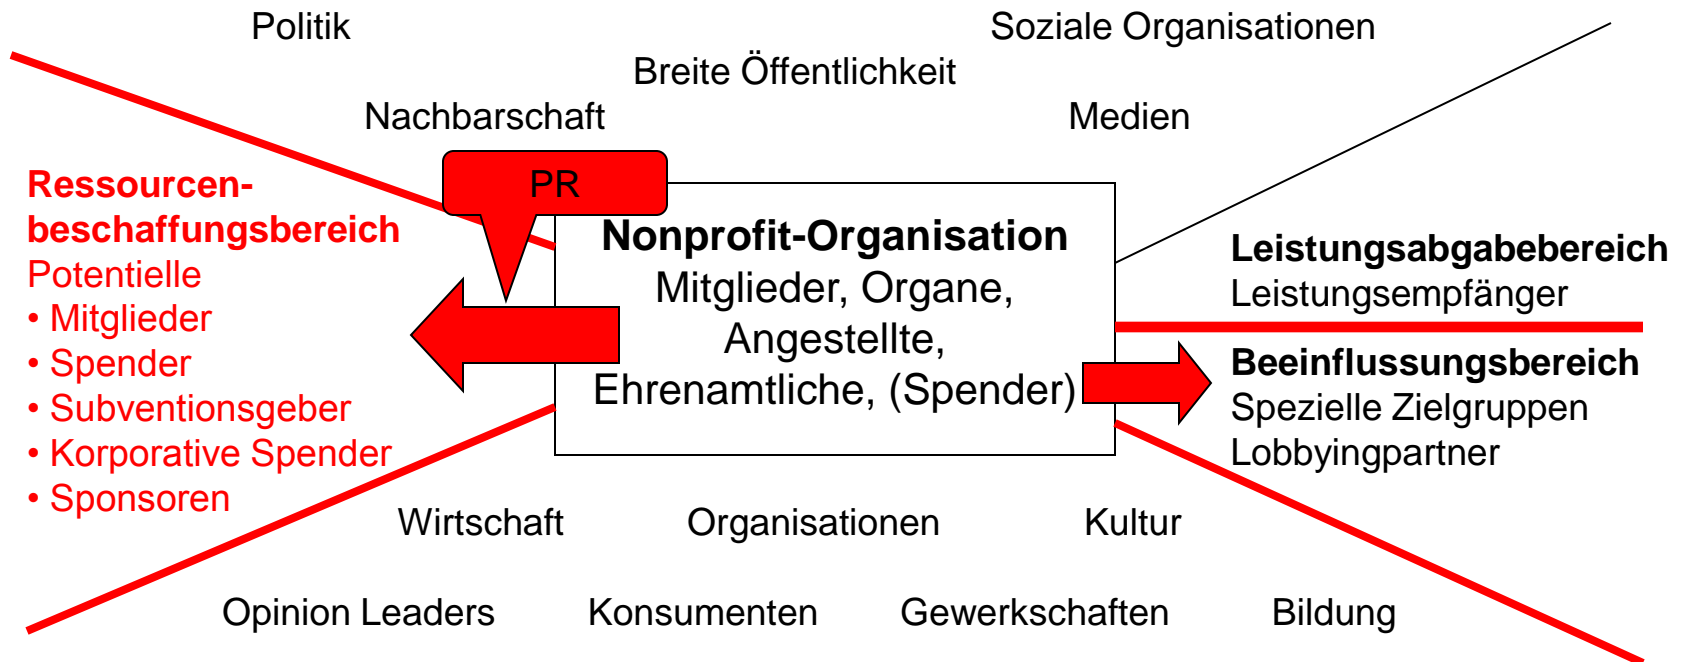 Politik
Soziale Organisationen
Breite Öffentlichkeit
Nachbarschaft
Medien
PR
Ressourcen-
beschaffungsbereich
Potentielle
• Mitglieder
• Spender
• Subventionsgeber
• Korporative Spender
• Sponsoren
Nonprofit-Organisation
Mitglieder, Organe,
Angestellte,
Ehrenamtliche, (Spender)
Leistungsabgabebereich
Leistungsempfänger
Beeinflussungsbereich
Spezielle Zielgruppen
Lobbyingpartner
Wirtschaft
Organisationen
Kultur
Opinion Leaders
Konsumenten
Gewerkschaften
Bildung